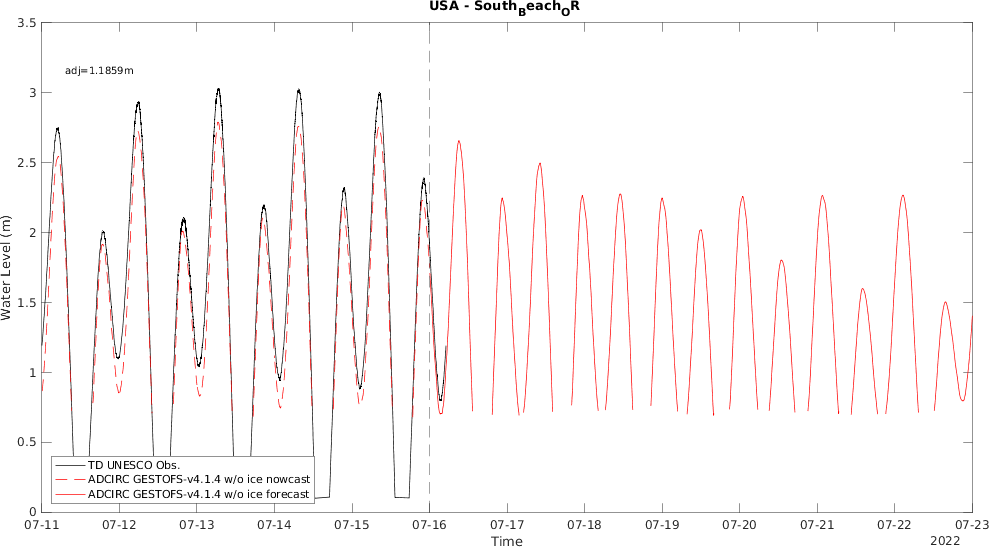 USA - SouthBeachOR
3.5
adj=1.1859m
3
2.5
2
1.5
1
0.5
0
Water Level (m)
TD UNESCO Obs.
ADCIRC GESTOFS-v4.1.4 w/o ice nowcast
ADCIRC GESTOFS-v4.1.4 w/o ice forecast
07-11 07-12 07-13 07-14 07-15 07-16 07-17 07-18 07-19 07-20 07-21 07-22 07-23
Time
2022